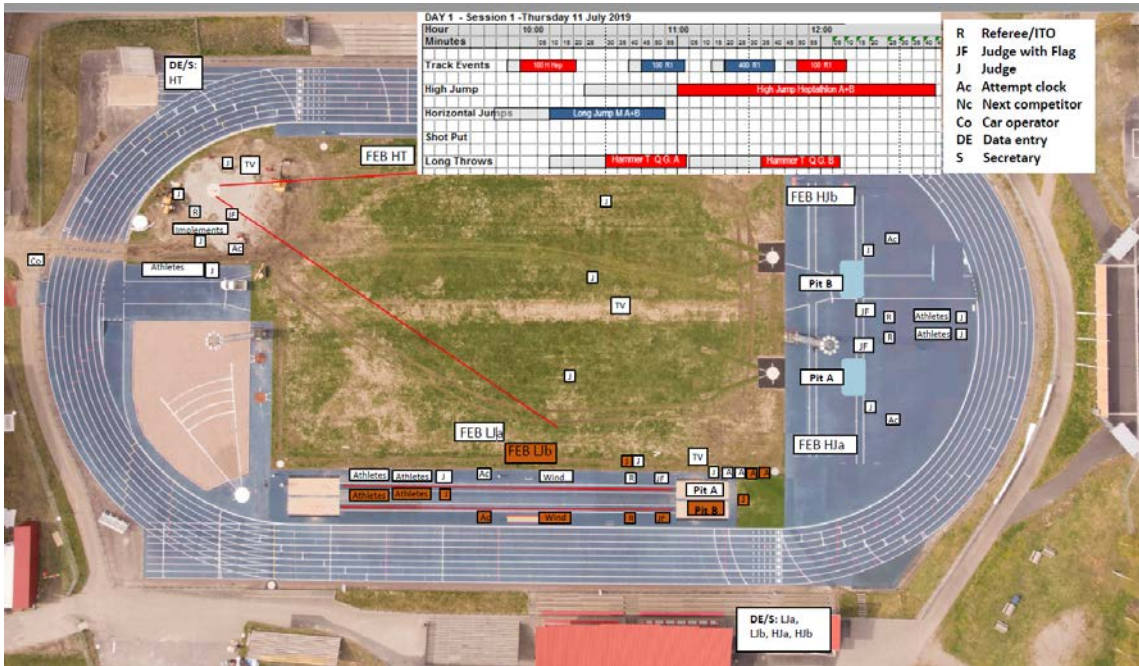 DAY 1 - Session 1 -Thursday 11 July 2019
Hour 10:00 11:00 12:00
Minutes
Track Events 100 H Hep 100 R1 400 R1 100 R1
High Jump High Jump Heptathlon A+B
Horizontal Jumps Long Jump M A+B
Shot Put
Long Throws Hammer T Q G. A Hammer T Q G. B
R Referee/ITO
JF Judge with Flag
J Judge
Ac Attempt clock
Nc Next competitor
Co Car operator
DE Data entry
S Secretary
DE/S:
HT
FEB HT
J
TV
J
R
JF
Implements
J
Ac
Co
Athletes J
J
J
TV
J
FEB HJb
Ac
J
Pit B
JF
R Athletes J
R Athletes J
JF
Pit A
J
Ac
FEB HJa
FEB LJa
FEB LJb
J J
TV
Athletes Athletes J Ac Wind R JF J A A A A
Pit A
Athletes Athletes J J
Pit B
Ac Wind R JF
DE/S: LJa,
LJb, HJa, HJb